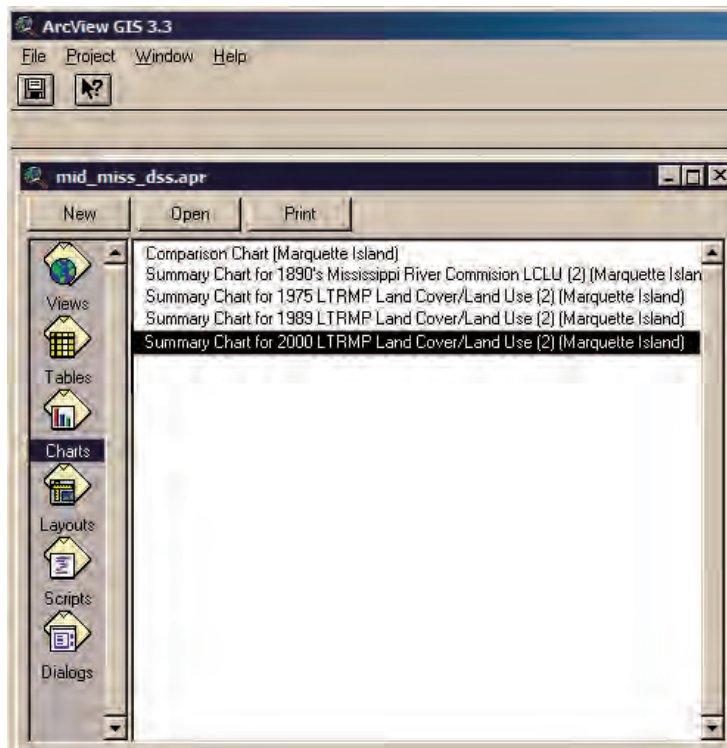 ArcView GIS 3.3
File Project Window Help
mid_miss_dss.apr
New Open Print
Views
Tables
Charts
Layouts
Scripts
Dialogs
Comparison Chart (Marquette Island)
Summary Chart for 1890's Mississippi River Commision LCLU (2) (Marquette Islan
Summary Chart for 1975 LTRMP Land Cover/Land Use (2) (Marquette Island)
Summary Chart for 1989 LTRMP Land Cover/Land Use (2) (Marquette Island)
Summary Chart for 2000 LTRMP Land Cover/Land Use (2) (Marquette Island)